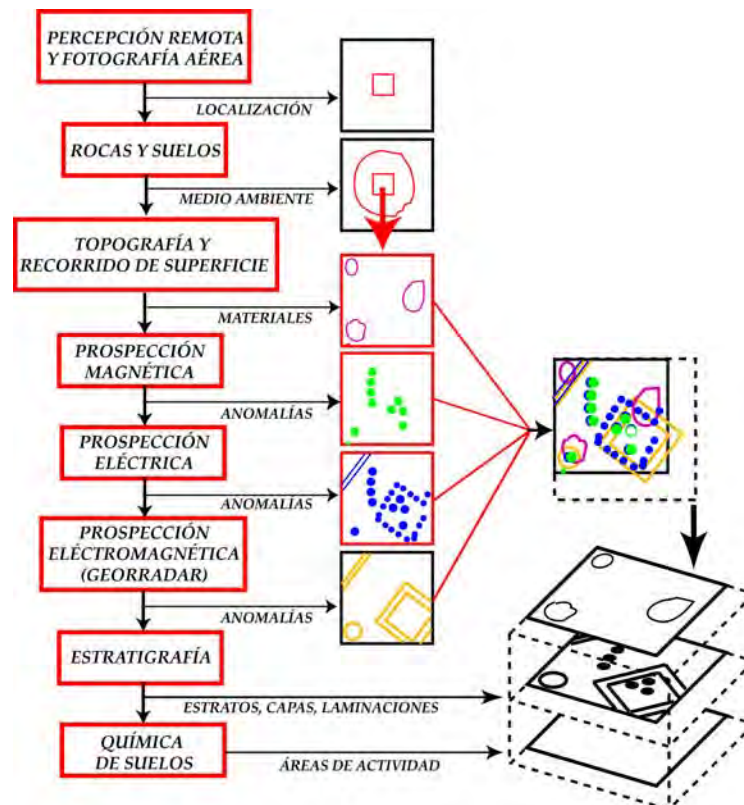 PERCEPCIÓN REMOTA
Y FOTOGRAFÍA AÉREA
LOCALIZACIÓN
ROCAS Y SUELOS
MEDIO AMBIENTE
TOPOGRAFÍA Y
RECORRIDO DE SUPERFICIE
MATERIALES
PROSPECCIÓN
MAGNÉTICA
ANOMALÍAS
PROSPECCIÓN
ELÉCTRICA
ANOMALÍAS
PROSPECCIÓN
ELÉCTROMAGNÉTICA
(GEORRADAR)
ANOMALÍAS
ESTRATIGRAFÍA
ESTRATOS, CAPAS, LAMINACIONES
QUÍMICA
DE SUELOS
ÁREAS DE ACTIVIDAD